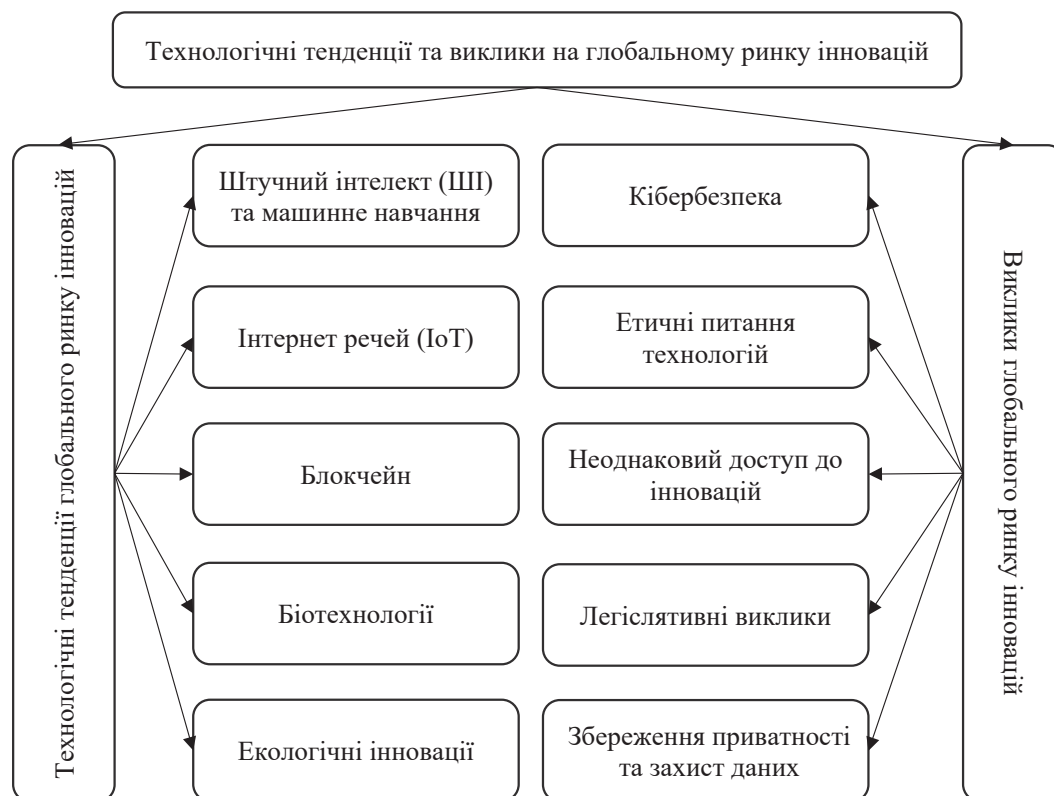 Технологічні тенденції та виклики на глобальному ринку інновацій
Технологічні тенденції глобального ринку інновацій
Штучний інтелект (ШІ)
та машинне навчання
Інтернет речей (IoT)
Блокчейн
Біотехнології
Екологічні інновації
Кібербезпека
Етичні питання
технологій
Неоднаковий доступ до
інновацій
Легіслятивні виклики
Збереження приватності
та захист даних
Виклики глобального ринку інновацій